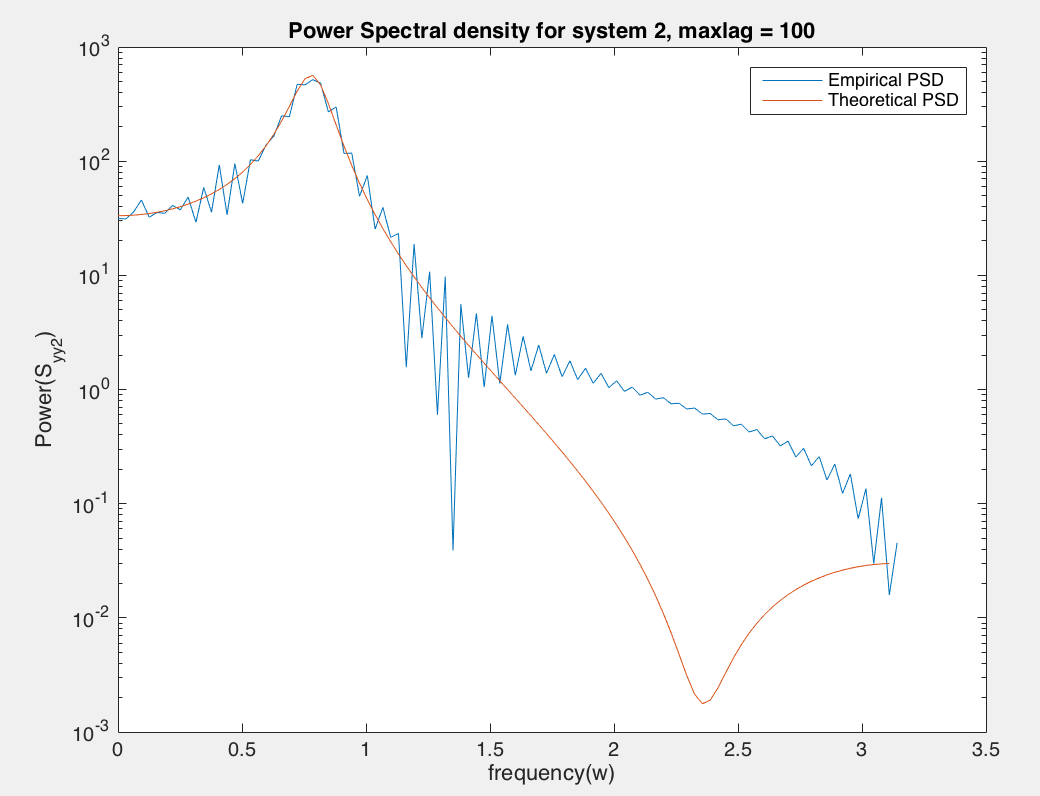 Power Spectral density for system 2, maxlag = 100
Empirical PSD
Theoretical PSD
Power(S_yy2)
10^3
10^2
10^1
10^0
10^-1
10^-2
10^-3
0 0.5 1 1.5 2 2.5 3 3.5
frequency(w)